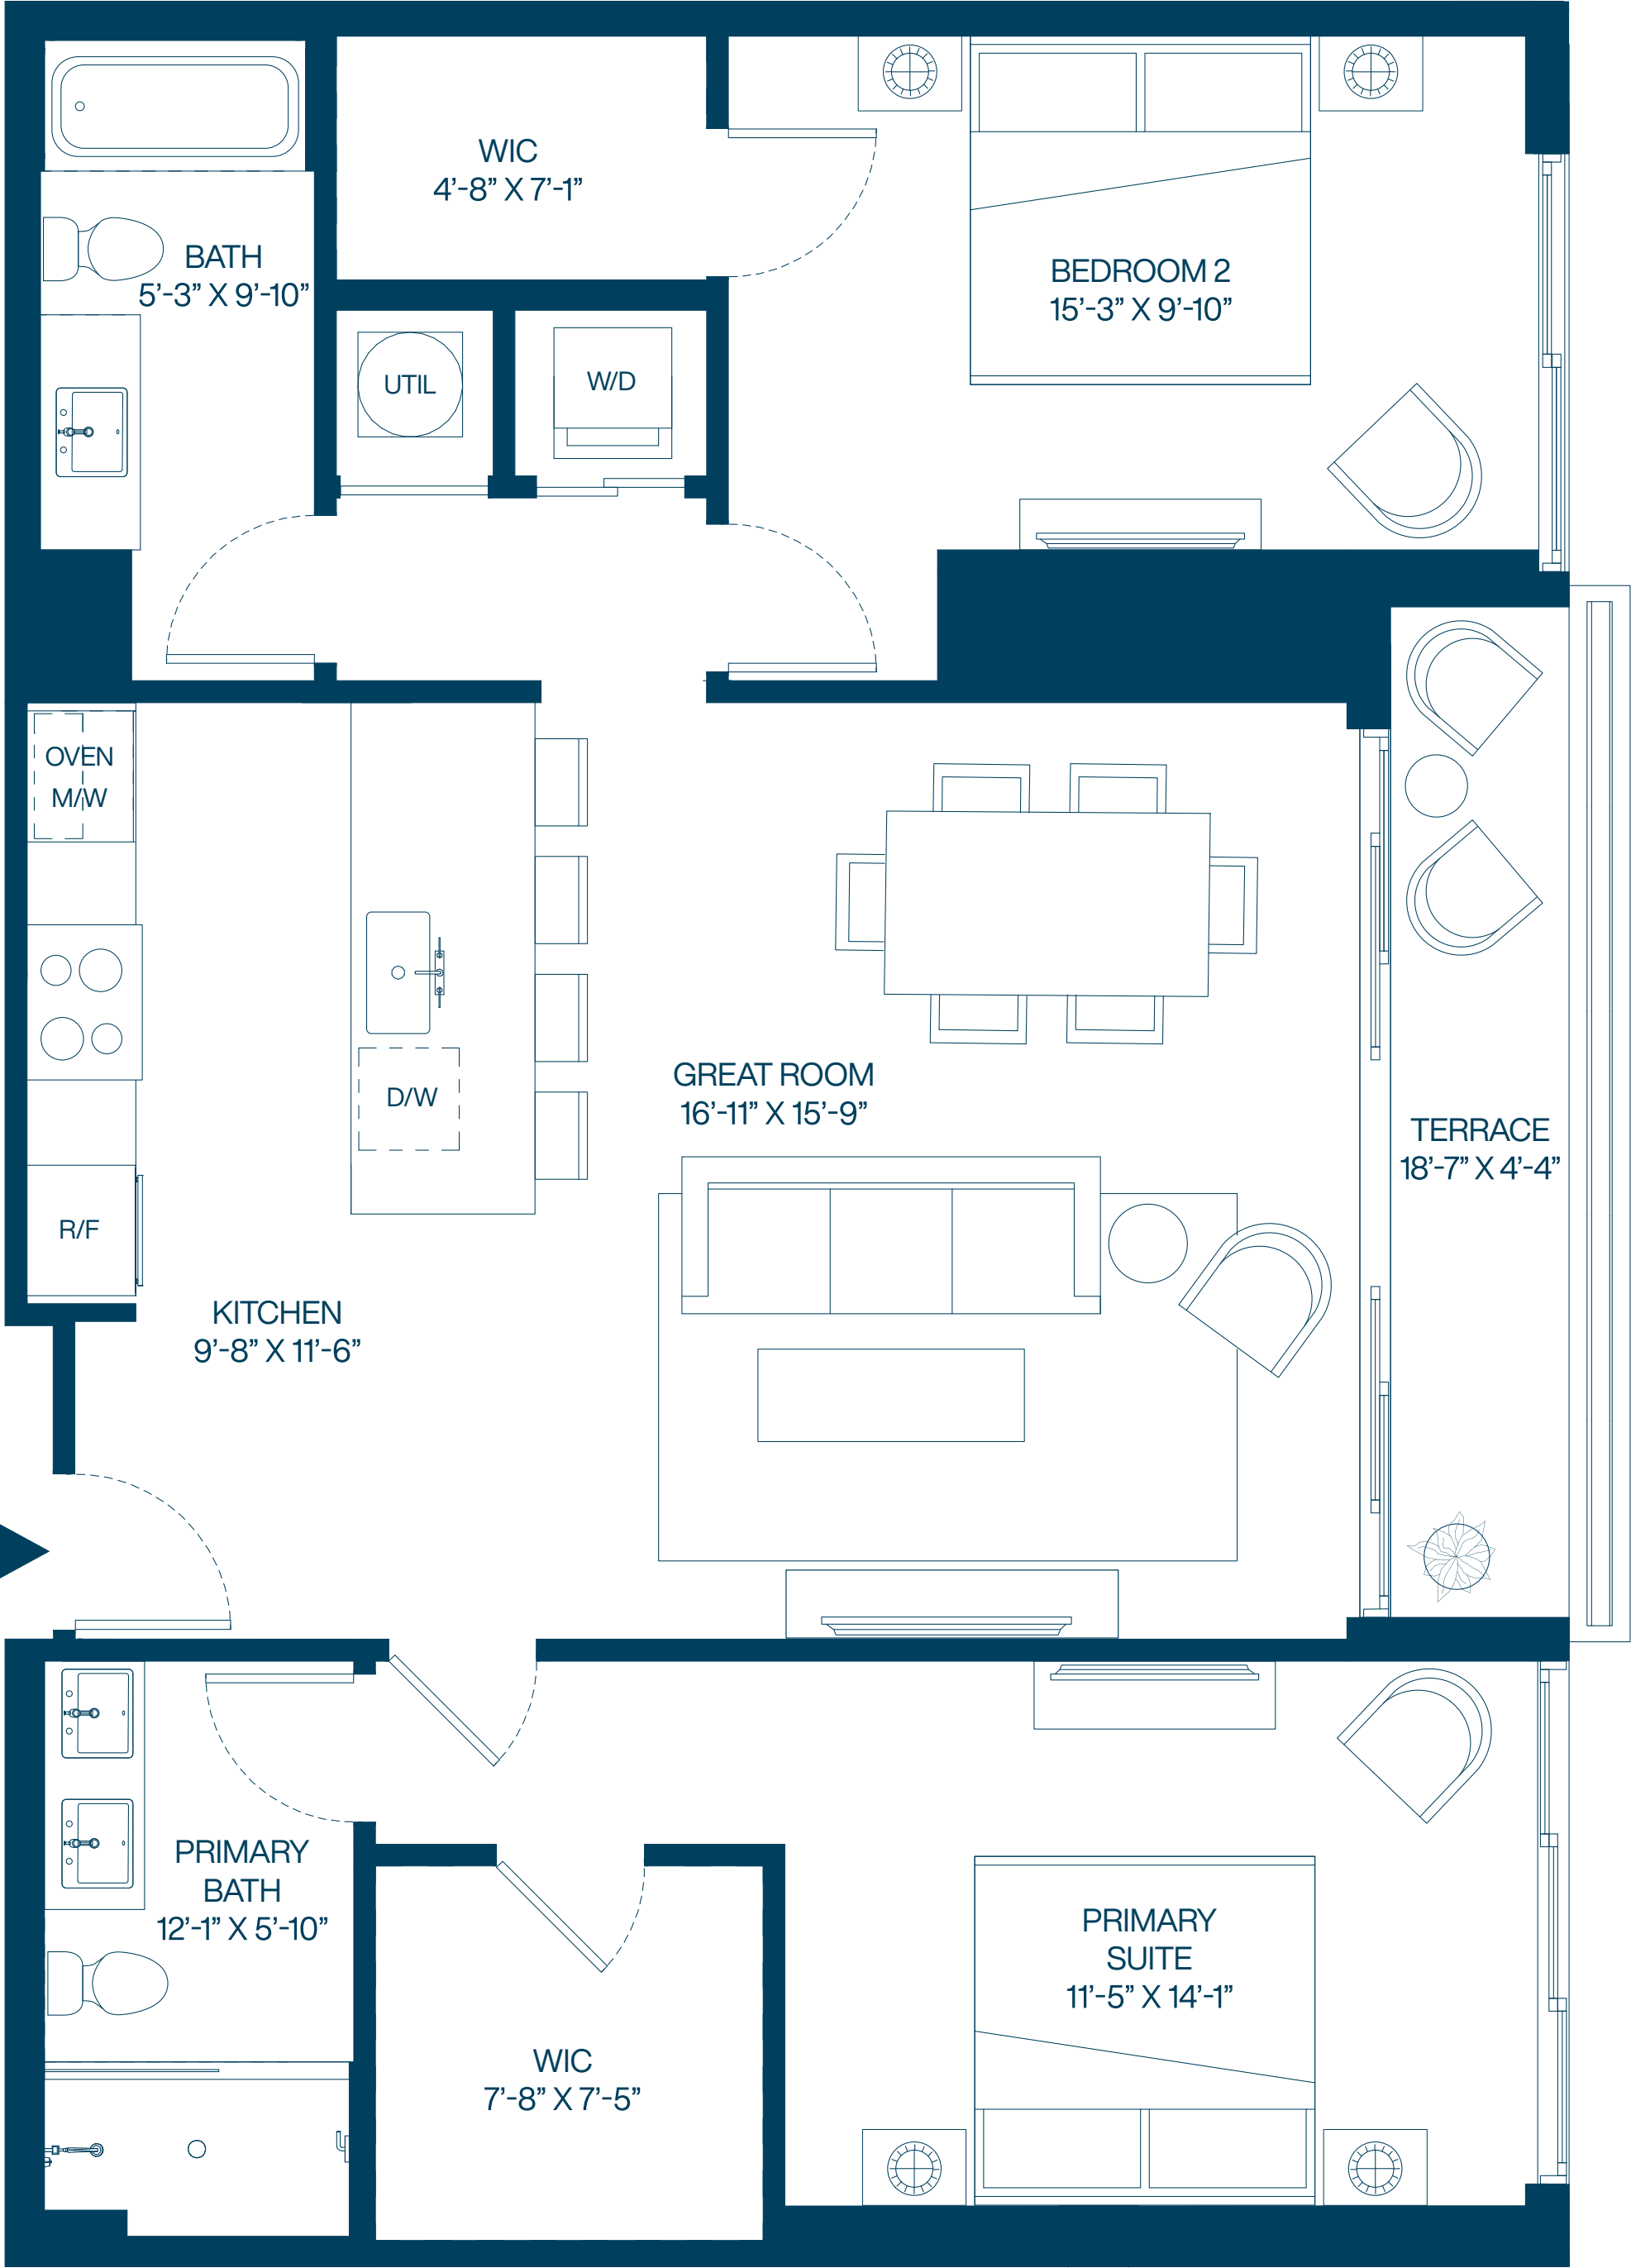 WIC
4’-8” X 7’-1”
BATH
5’-3” X 9’-10”
BEDROOM 2
15’-3” X 9’-10”
UTIL
W/D
OVEN
M/W
D/W
GREAT ROOM
16’-11” X 15’-9”
TERRACE
18’-7” X 4’-4”
R/F
KITCHEN
9’-8” X 11’-6”
PRIMARY
BATH
12’-1” X 5’-10”
PRIMARY
SUITE
11’-5” X 14’-1”
WIC
7’-8” X 7’-5”